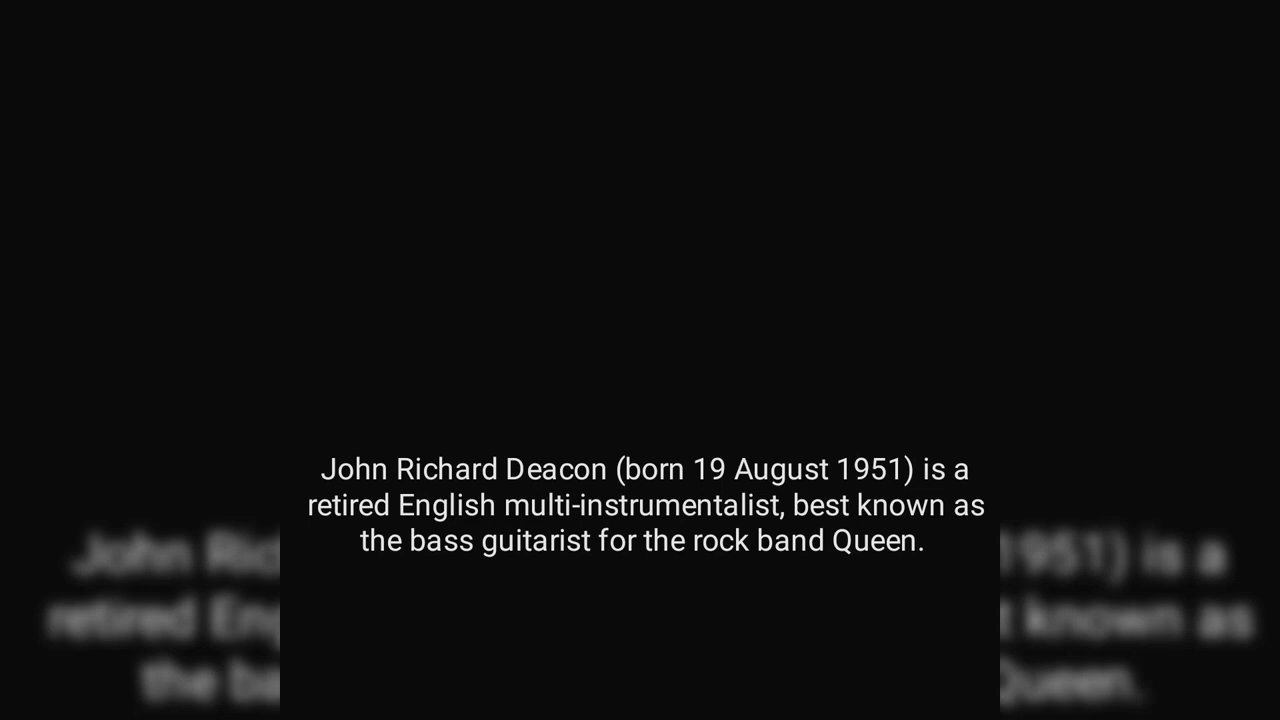 John Richard Deacon (born 19 August 1951) is a
retired English multi-instrumentalist, best known as
the bass guitarist for the rock band Queen.